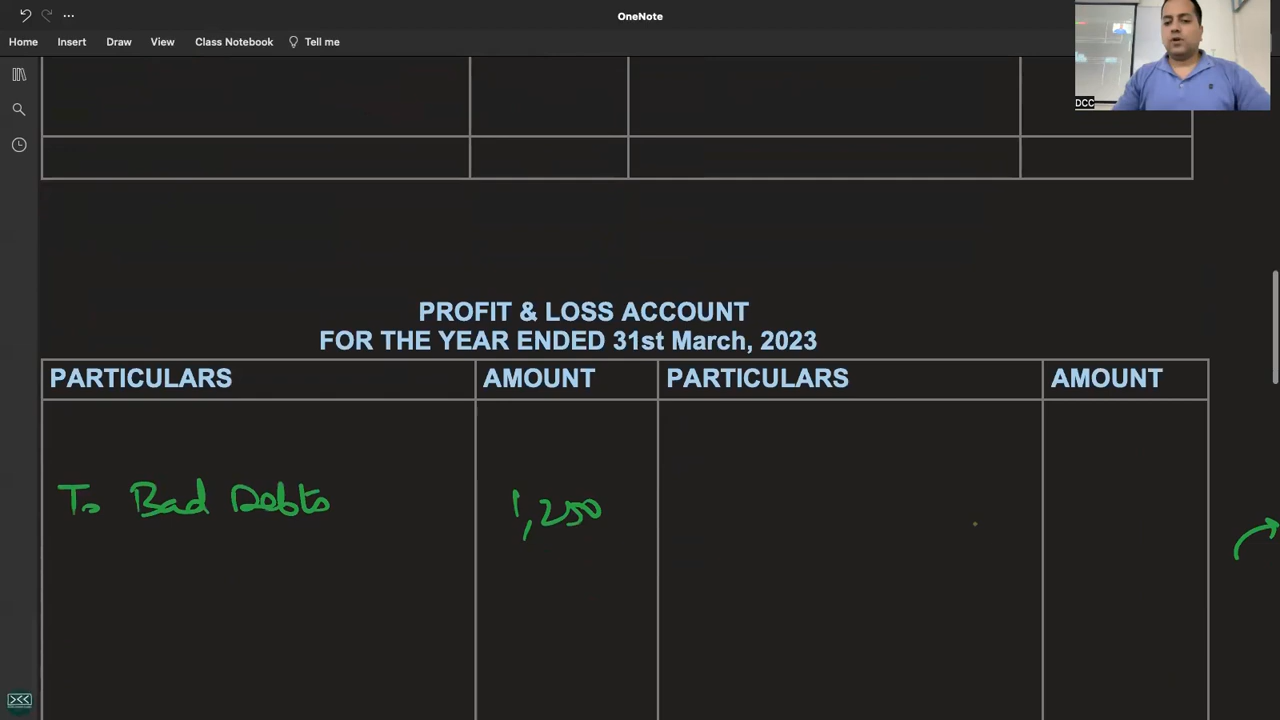 OneNote
Home Insert Draw View Class Notebook Tell me
DCC
PROFIT & LOSS ACCOUNT
FOR THE YEAR ENDED 31st March, 2023
PARTICULARS AMOUNT PARTICULARS AMOUNT
To Bad Debts 1,250